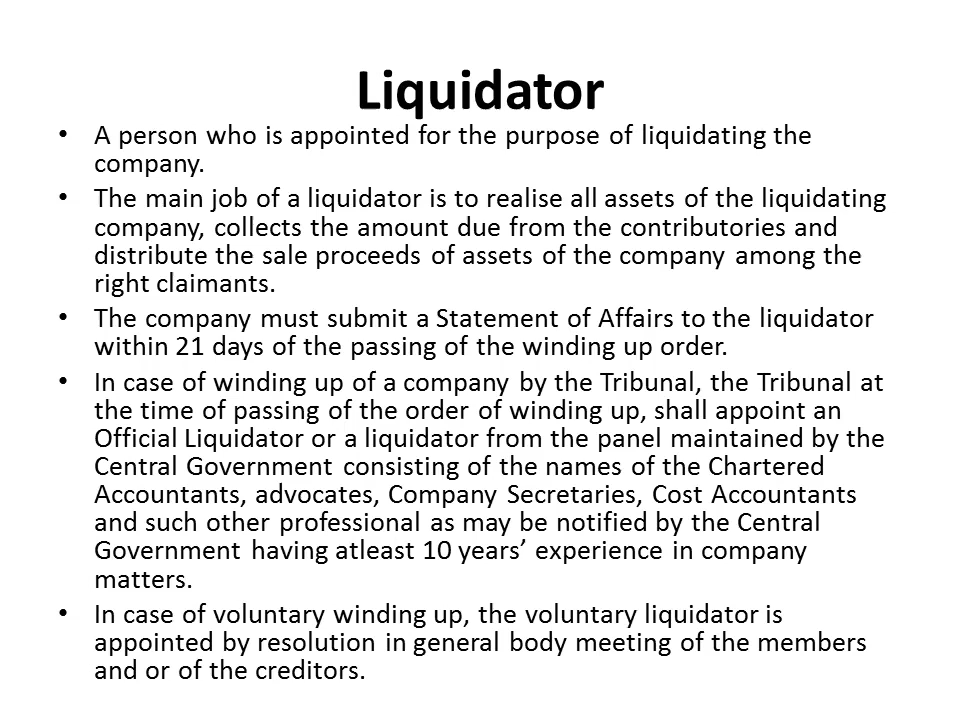 Liquidator
• A person who is appointed for the purpose of liquidating the
company.
• The main job of a liquidator is to realise all assets of the liquidating
company, collects the amount due from the contributories and
distribute the sale proceeds of assets of the company among the
right claimants.
• The company must submit a Statement of Affairs to the liquidator
within 21 days of the passing of the winding up order.
• In case of winding up of a company by the Tribunal, the Tribunal at
the time of passing of the order of winding up, shall appoint an
Official Liquidator or a liquidator from the panel maintained by the
Central Government consisting of the names of the Chartered
Accountants, advocates, Company Secretaries, Cost Accountants
and such other professional as may be notified by the Central
Government having atleast 10 years’ experience in company
matters.
• In case of voluntary winding up, the voluntary liquidator is
appointed by resolution in general body meeting of the members
and or of the creditors.